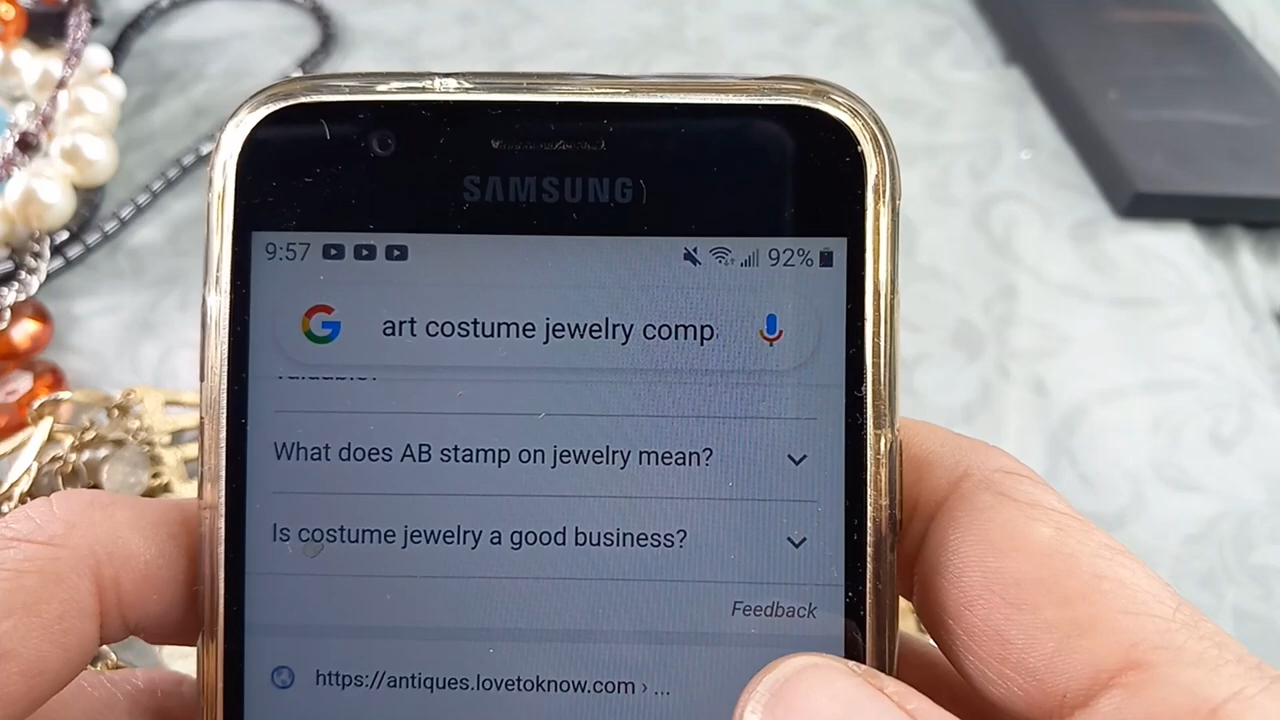 SAMSUNG
9:57 92%
art costume jewelry comp
What does AB stamp on jewelry mean?
Is costume jewelry a good business?
Feedback
https://antiques.lovetoknow.com › ...